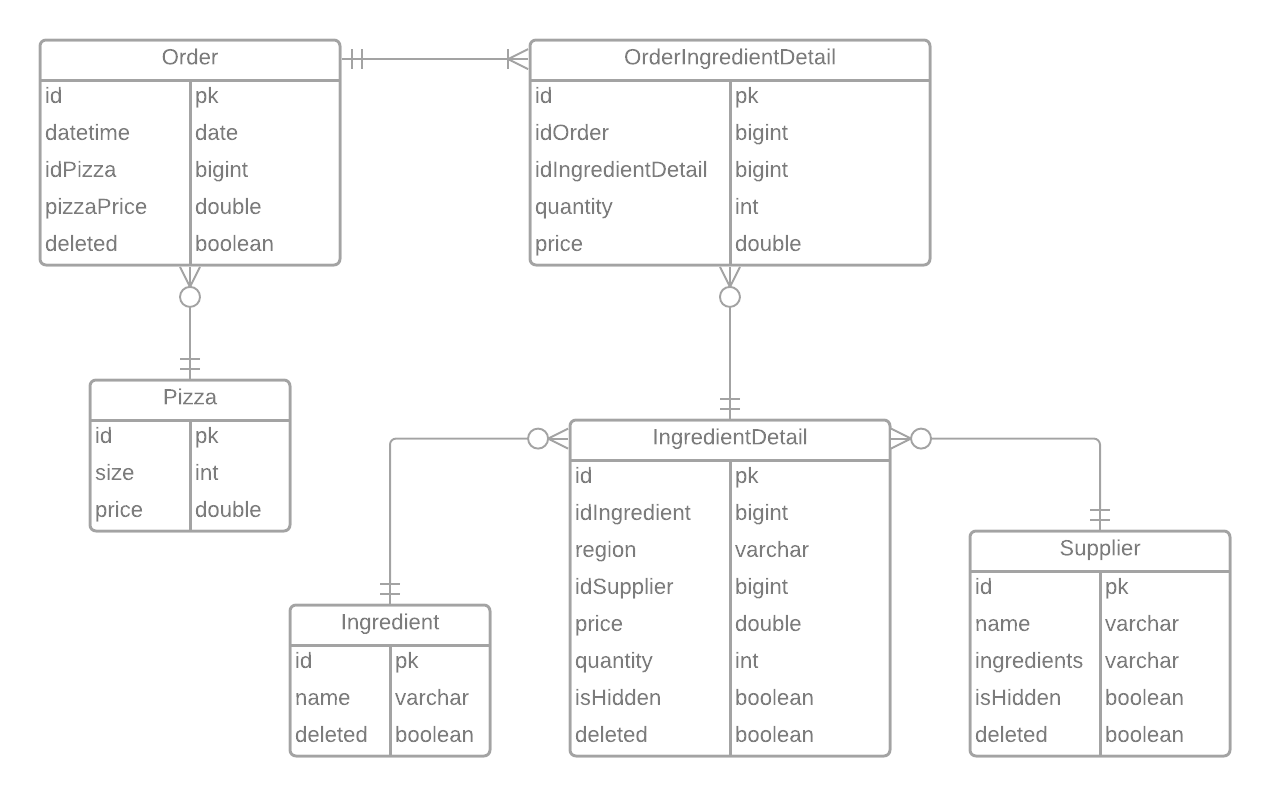 Order
id pk
datetime date
idPizza bigint
pizzaPrice double
deleted boolean
OrderIngredientDetail
id pk
idOrder bigint
idIngredientDetail bigint
quantity int
price double
Pizza
id pk
size int
price double
IngredientDetail
id pk
idIngredient bigint
region varchar
idSupplier bigint
price double
quantity int
isHidden boolean
deleted boolean
Supplier
id pk
name varchar
ingredients varchar
isHidden boolean
deleted boolean
Ingredient
id pk
name varchar
deleted boolean